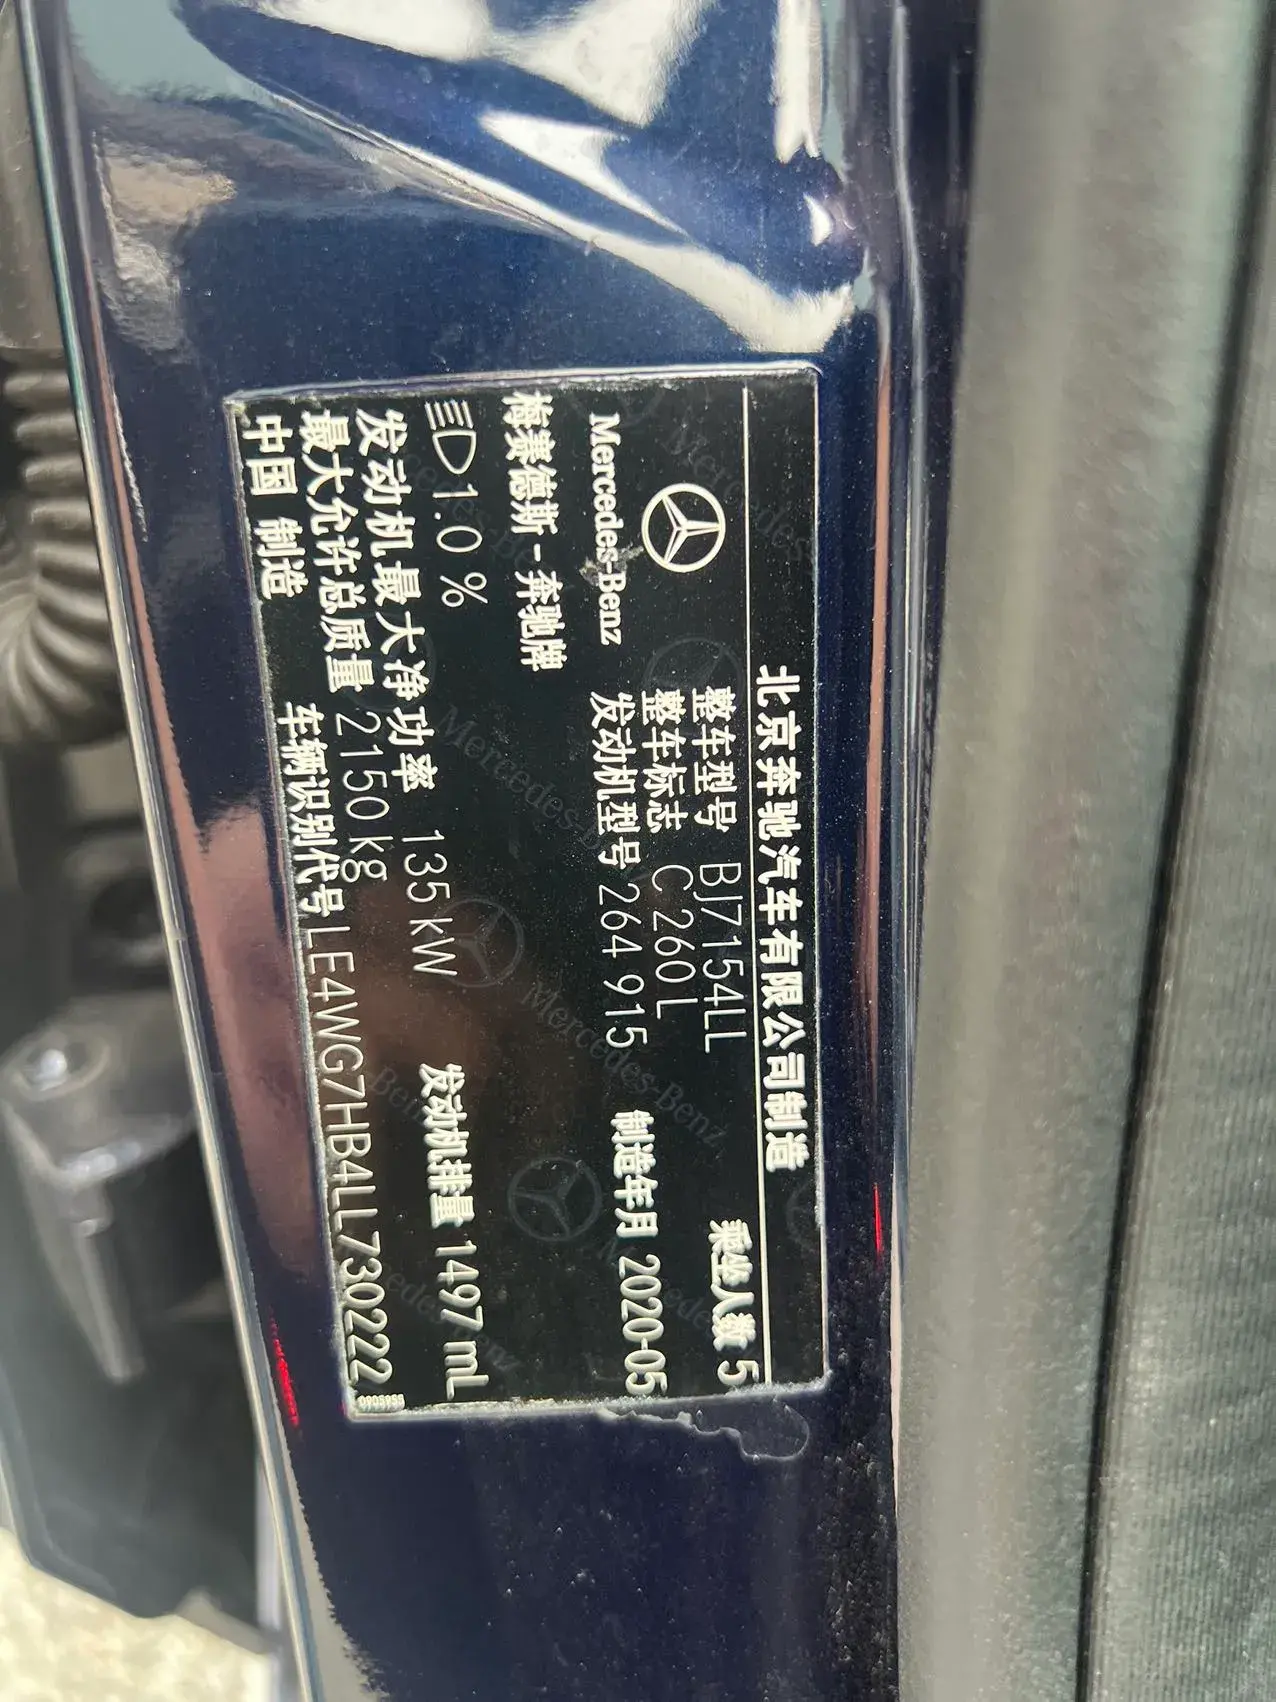 北京奔驰汽车有限公司制造
整车型号 BJ7154LL 乘坐人数 5
整车标志 C 260 L
Mercedes-Benz 发动机型号 264 915 制造年月 2020-05
梅赛德斯-奔驰牌
1.0 %
发动机最大净功率 135 kW 发动机排量 1497 mL
最大允许总质量 2150kg
中国 制造 车辆识别代号 LE4WG7HB4LL730222
0905955